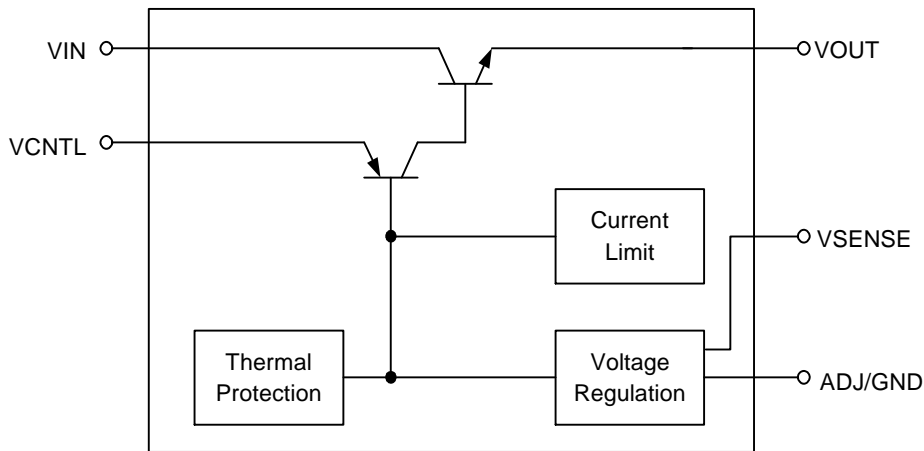 VIN
VOUT
VCNTL
Current
Limit
VSENSE
Thermal
Protection
Voltage
Regulation
ADJ/GND